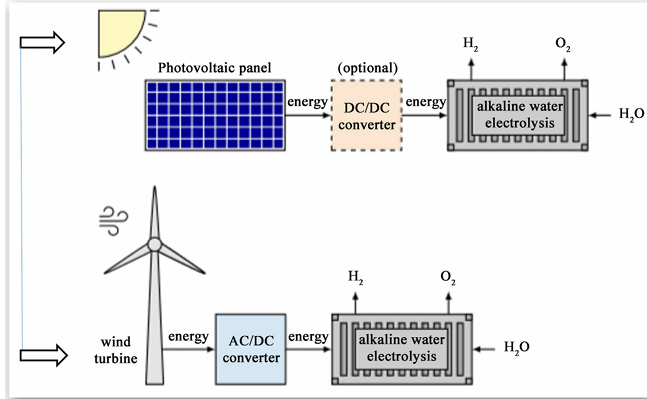 Photovoltaic panel
(optional)
H₂
O₂
energy
DC/DC
converter
energy
alkaline water
electrolysis
H₂O
H₂
O₂
wind
turbine
energy
AC/DC
converter
energy
alkaline water
electrolysis
H₂O